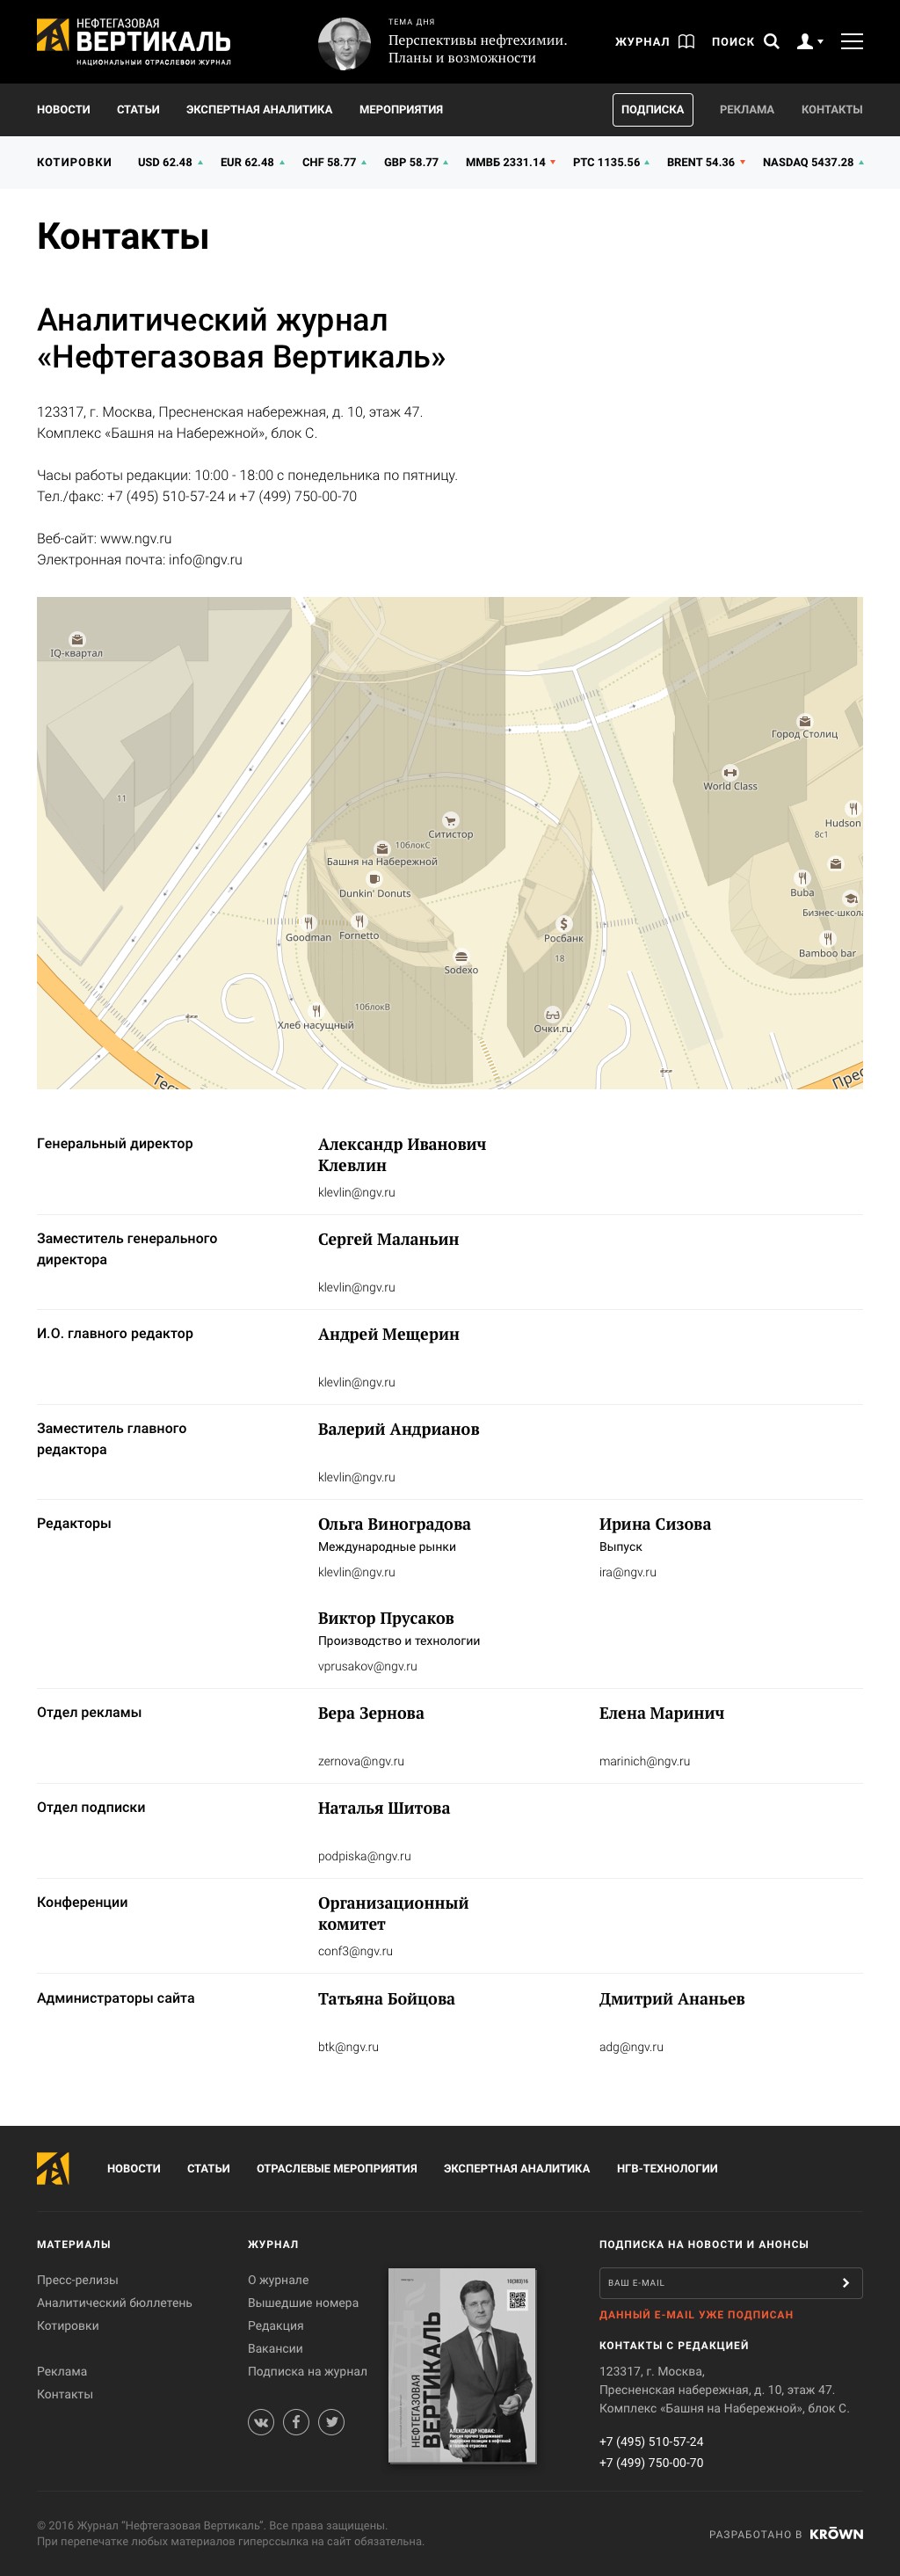 НЕФТЕГАЗОВАЯ
ВЕРТИКАЛЬ
НАЦИОНАЛЬНЫЙ ОТРАСЛЕВОЙ ЖУРНАЛ
ТЕМА ДНЯ
Перспективы нефтехимии.
Планы и возможности
ЖУРНАЛ
ПОИСК
НОВОСТИ СТАТЬИ ЭКСПЕРТНАЯ АНАЛИТИКА МЕРОПРИЯТИЯ ПОДПИСКА РЕКЛАМА КОНТАКТЫ
КОТИРОВКИ USD 62.48 EUR 62.48 CHF 58.77 GBP 58.77 ММВБ 2331.14 РТС 1135.56 BRENT 54.36 NASDAQ 5437.28
Контакты
Аналитический журнал
«Нефтегазовая Вертикаль»
123317, г. Москва, Пресненская набережная, д. 10, этаж 47.
Комплекс «Башня на Набережной», блок С.
Часы работы редакции: 10:00 - 18:00 с понедельника по пятницу.
Тел./факс: +7 (495) 510-57-24 и +7 (499) 750-00-70
Веб-сайт: www.ngv.ru
Электронная почта: info@ngv.ru
IQ-квартал
Город Столиц
World Class
11
Hudson
8с1
Ситистор
10блокС
Башня на Набережной
Dunkin' Donuts
Buba
Бизнес-школа
Goodman
Fornetto
Росбанк
Bamboo bar
18
Sodexo
10блокВ
Хлеб насущный
Очки.ru
Тес
Прес
Генеральный директор
Александр Иванович
Клевлин
klevlin@ngv.ru
Заместитель генерального
директора
Сергей Маланьин
klevlin@ngv.ru
И.О. главного редактор
Андрей Мещерин
klevlin@ngv.ru
Заместитель главного
редактора
Валерий Андрианов
klevlin@ngv.ru
Редакторы
Ольга Виноградова
Международные рынки
klevlin@ngv.ru
Ирина Сизова
Выпуск
ira@ngv.ru
Виктор Прусаков
Производство и технологии
vprusakov@ngv.ru
Отдел рекламы
Вера Зернова
zernova@ngv.ru
Елена Маринич
marinich@ngv.ru
Отдел подписки
Наталья Шитова
podpiska@ngv.ru
Конференции
Организационный
комитет
conf3@ngv.ru
Администраторы сайта
Татьяна Бойцова
btk@ngv.ru
Дмитрий Ананьев
adg@ngv.ru
НОВОСТИ СТАТЬИ ОТРАСЛЕВЫЕ МЕРОПРИЯТИЯ ЭКСПЕРТНАЯ АНАЛИТИКА НГВ-ТЕХНОЛОГИИ
МАТЕРИАЛЫ
Пресс-релизы
Аналитический бюллетень
Котировки
Реклама
Контакты
ЖУРНАЛ
О журнале
Вышедшие номера
Редакция
Вакансии
Подписка на журнал
НЕФТЕГАЗОВАЯ
ВЕРТИКАЛЬ
АЛЕКСАНДР НОВАК:
ПОДПИСКА НА НОВОСТИ И АНОНСЫ
ВАШ E-MAIL
ДАННЫЙ E-MAIL УЖЕ ПОДПИСАН
КОНТАКТЫ С РЕДАКЦИЕЙ
123317, г. Москва,
Пресненская набережная, д. 10, этаж 47.
Комплекс «Башня на Набережной», блок С.
+7 (495) 510-57-24
+7 (499) 750-00-70
© 2016 Журнал “Нефтегазовая Вертикаль”. Все права защищены.
При перепечатке любых материалов гиперссылка на сайт обязательна.
РАЗРАБОТАНО В KRŌWN